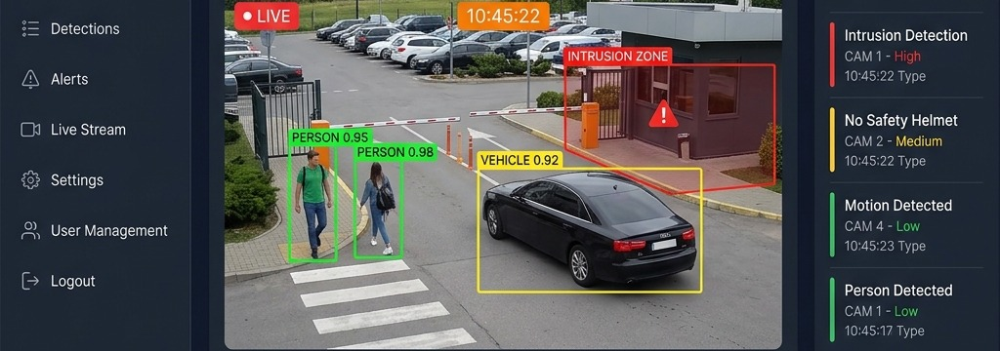 Detections
Alerts
Live Stream
Settings
User Management
Logout
LIVE
10:45:22
INTRUSION ZONE
PERSON 0.95
PERSON 0.98
VEHICLE 0.92
Intrusion Detection
CAM 1 - High
10:45:22 Type
No Safety Helmet
CAM 2 - Medium
10:45:22 Type
Motion Detected
CAM 4 - Low
10:45:23 Type
Person Detected
CAM 1 - Low
10:45:17 Type